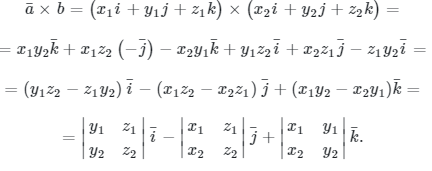 ā × b = (x₁i + y₁j + z₁k) × (x₂i + y₂j + z₂k) =
= x₁y₂k̄ + x₁z₂ (−j̄) − x₂y₁k̄ + y₁z₂ī + x₂z₁j̄ − z₁y₂ī =
= (y₁z₂ − z₁y₂) ī − (x₁z₂ − x₂z₁) j̄ + (x₁y₂ − x₂y₁)k̄ =
= |y₁ z₁; y₂ z₂| ī − |x₁ z₁; x₂ z₂| j̄ + |x₁ y₁; x₂ y₂| k̄.